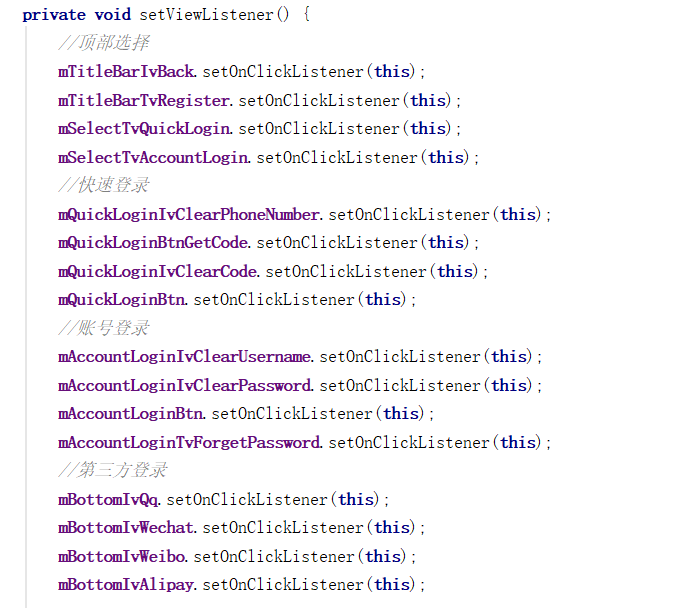 private void setViewListener() {
//顶部选择
mTitleBarIvBack.setOnClickListener(this);
mTitleBarTvRegister.setOnClickListener(this);
mSelectTvQuickLogin.setOnClickListener(this);
mSelectTvAccountLogin.setOnClickListener(this);
//快速登录
mQuickLoginIvClearPhoneNumber.setOnClickListener(this);
mQuickLoginBtnGetCode.setOnClickListener(this);
mQuickLoginIvClearCode.setOnClickListener(this);
mQuickLoginBtn.setOnClickListener(this);
//账号登录
mAccountLoginIvClearUsername.setOnClickListener(this);
mAccountLoginIvClearPassword.setOnClickListener(this);
mAccountLoginBtn.setOnClickListener(this);
mAccountLoginTvForgetPassword.setOnClickListener(this);
//第三方登录
mBottomIvQq.setOnClickListener(this);
mBottomIvWechat.setOnClickListener(this);
mBottomIvWeibo.setOnClickListener(this);
mBottomIvAlipay.setOnClickListener(this);